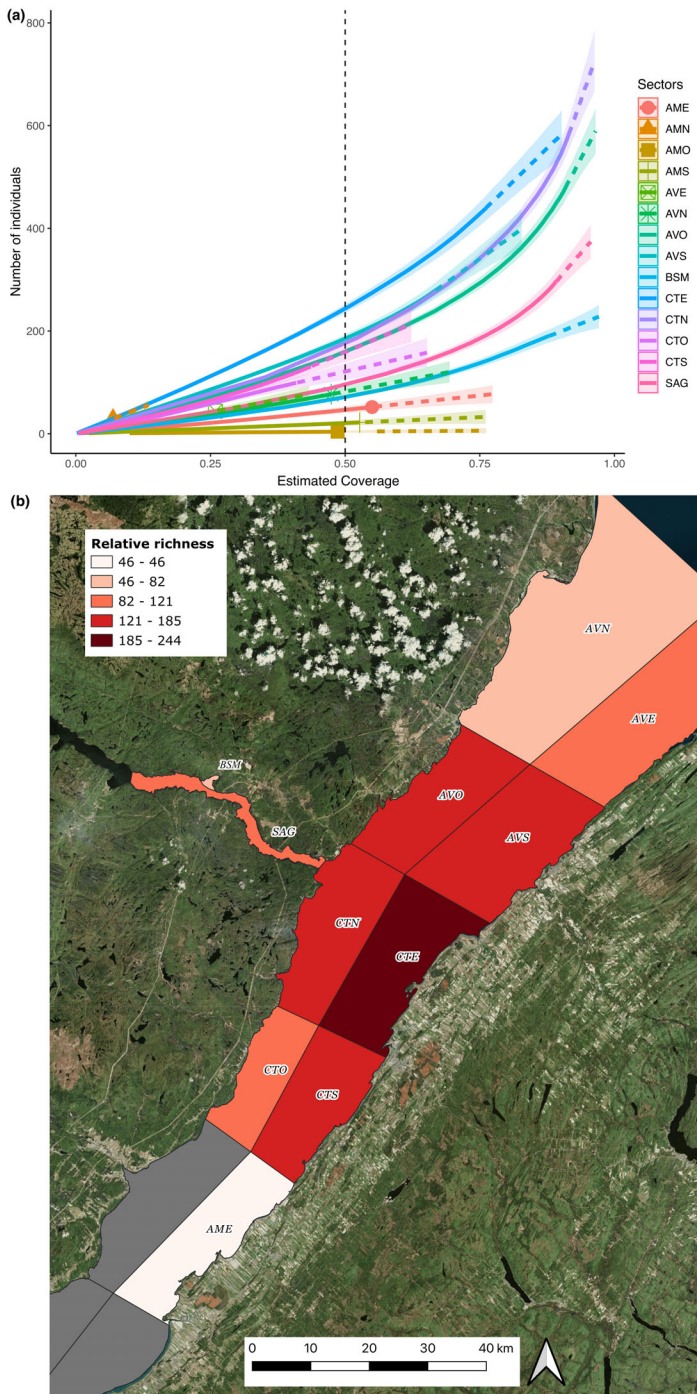 (a)
800
600
400
200
0
Number of individuals
0.00 0.25 0.50 0.75 1.00
Estimated Coverage
Sectors
AME
AMN
AMO
AMS
AVE
AVN
AVO
AVS
BSM
CTE
CTN
CTO
CTS
SAG
(b)
Relative richness
46 - 46
46 - 82
82 - 121
121 - 185
185 - 244
AVN
AVE
BSM
AVO
SAG
AVS
CTN
CTE
CTO
CTS
AME
0 10 20 30 40 km